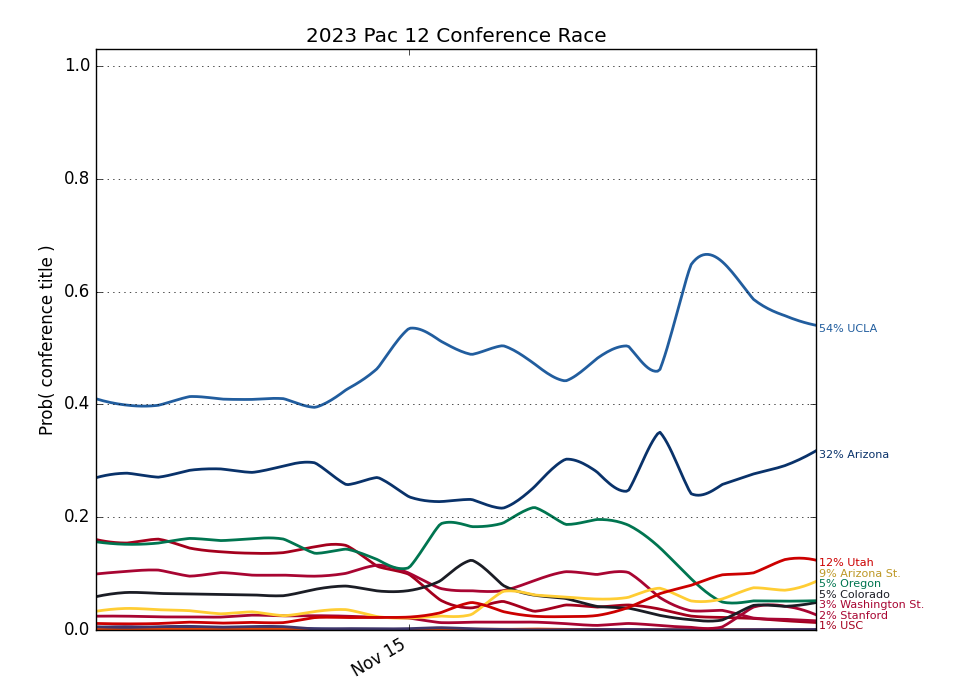 2023 Pac 12 Conference Race
Prob( conference title )
1.0
0.8
0.6
0.4
0.2
0.0
Nov 15
54% UCLA
32% Arizona
12% Utah
9% Arizona St.
5% Oregon
5% Colorado
3% Washington St.
2% Stanford
1% USC